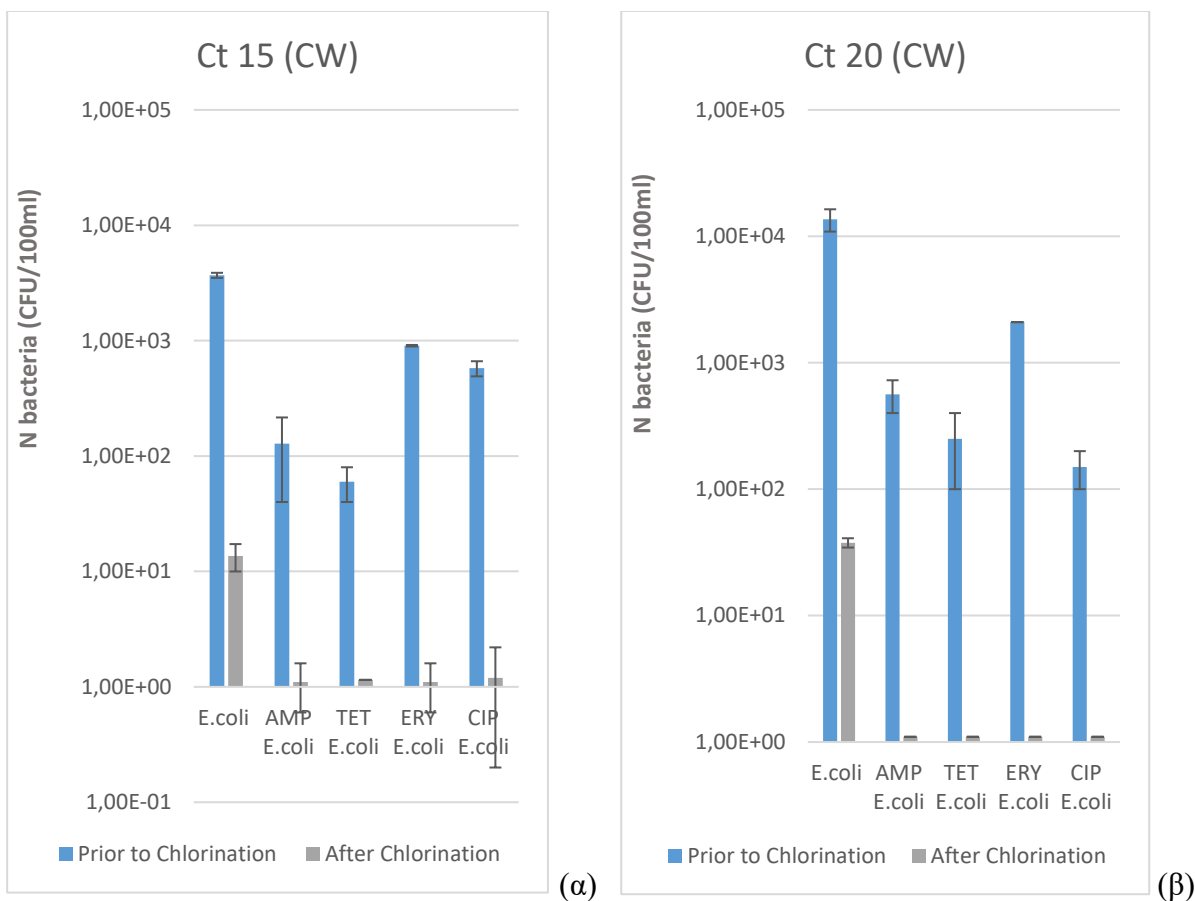 Ct 15 (CW)
N bacteria (CFU/100ml)
1,00E+05
1,00E+04
1,00E+03
1,00E+02
1,00E+01
1,00E+00
1,00E-01
E.coli AMP TET ERY CIP
E.coli E.coli E.coli E.coli
Prior to Chlorination After Chlorination
(α)
Ct 20 (CW)
N bacteria (CFU/100ml)
1,00E+05
1,00E+04
1,00E+03
1,00E+02
1,00E+01
1,00E+00
E.coli AMP TET ERY CIP
E.coli E.coli E.coli E.coli
Prior to Chlorination After Chlorination
(β)